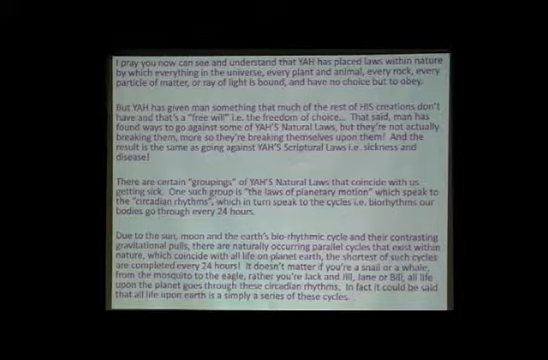 I pray you now can see and understand that YAH has placed laws within nature
by which everything in the universe, every plant and animal, every rock, every
particle of matter, or ray of light is bound, and have no choice but to obey.
But YAH has given man something that much of the rest of HIS creations don't
have and that's a "free will" i.e. the freedom of choice... That said, man has
found ways to go against some of YAH'S Natural Laws, but they're not actually
breaking them, more so they're breaking themselves upon them! And the
result is the same as going against YAH'S Scriptural Laws i.e. sickness and
disease!
There are certain "groupings" of YAH'S Natural Laws that coincide with us
getting sick. One such group is "the laws of planetary motion" which speak to
the "circadian rhythms", which in turn speak to the cycles i.e. biorhythms our
bodies go through every 24 hours.
Due to the sun, moon and the earth's bio-rhythmic cycle and their contrasting
gravitational pulls, there are naturally occurring parallel cycles that exist within
nature, which coincide with all life on planet earth, the shortest of such cycles
are completed every 24 hours! It doesn't matter if you're a snail or a whale,
from the mosquito to the eagle, rather you're Jack and Jill, Jane or Bill, all life
upon the planet goes through these circadian rhythms. In fact it could be said
that all life upon earth is a simply a series of these cycles.